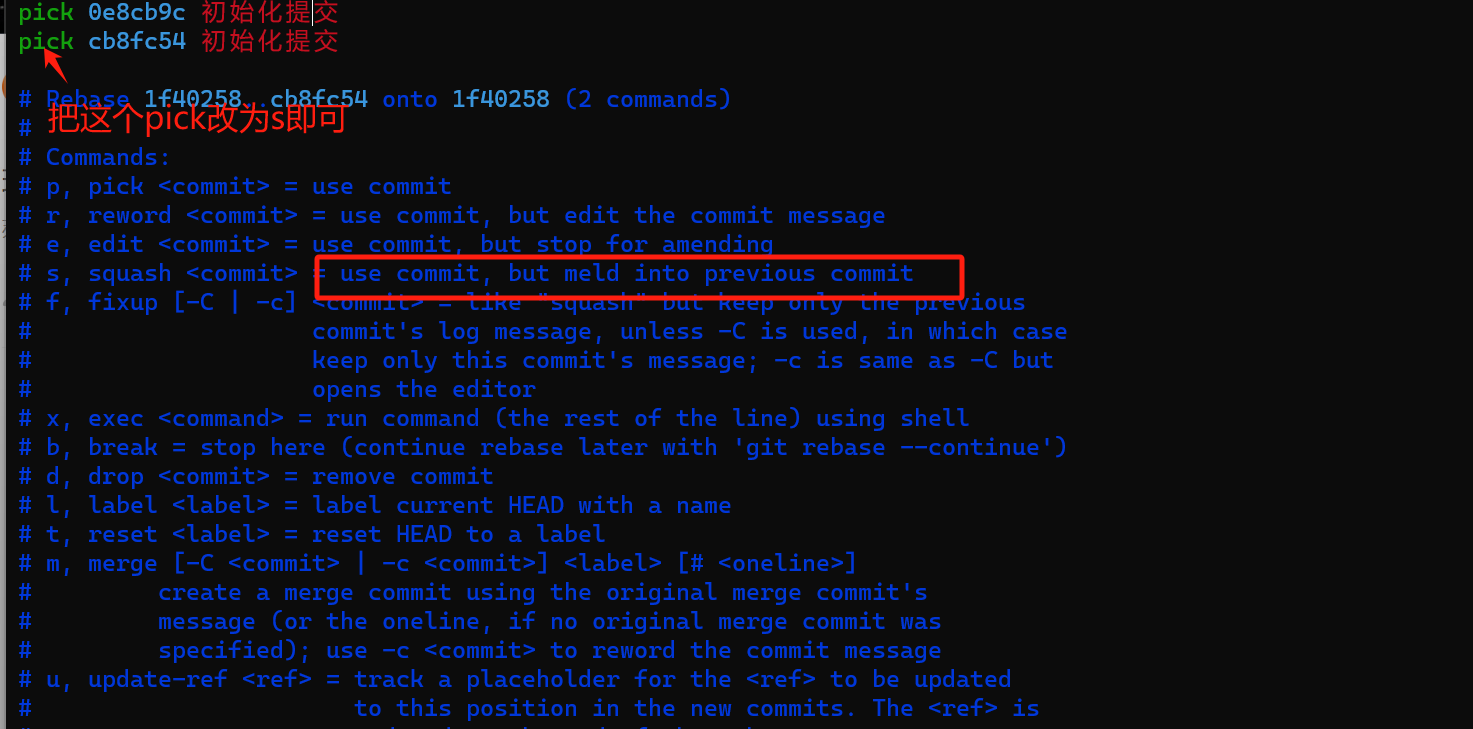 pick 0e8cb9c 初始化提交
pick cb8fc54 初始化提交
# Rebase 1f40258..cb8fc54 onto 1f40258 (2 commands)
把这个pick改为s即可
#
# Commands:
# p, pick <commit> = use commit
# r, reword <commit> = use commit, but edit the commit message
# e, edit <commit> = use commit, but stop for amending
# s, squash <commit> = use commit, but meld into previous commit
# f, fixup [-C | -c] <commit> = like "squash" but keep only the previous
# commit's log message, unless -C is used, in which case
# keep only this commit's message; -c is same as -C but
# opens the editor
# x, exec <command> = run command (the rest of the line) using shell
# b, break = stop here (continue rebase later with 'git rebase --continue')
# d, drop <commit> = remove commit
# l, label <label> = label current HEAD with a name
# t, reset <label> = reset HEAD to a label
# m, merge [-C <commit> | -c <commit>] <label> [# <oneline>]
# create a merge commit using the original merge commit's
# message (or the oneline, if no original merge commit was
# specified); use -c <commit> to reword the commit message
# u, update-ref <ref> = track a placeholder for the <ref> to be updated
# to this position in the new commits. The <ref> is